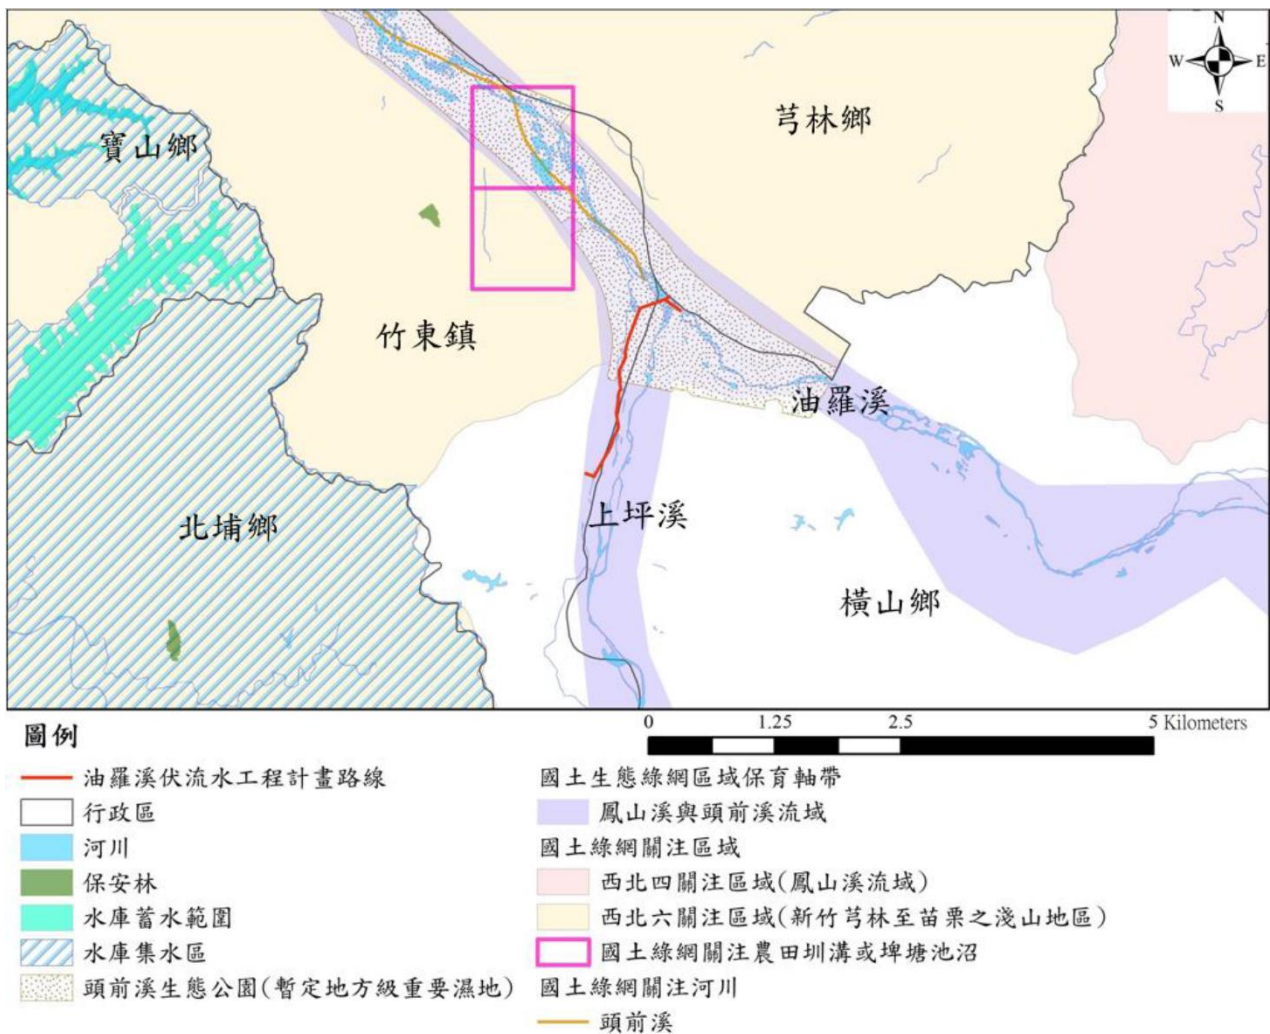 N
W
E
S
芎林鄉
寶山鄉
竹東鎮
油羅溪
上坪溪
北埔鄉
橫山鄉
0 1.25 2.5 5 Kilometers
圖例
油羅溪伏流水工程計畫路線
行政區
河川
保安林
水庫蓄水範圍
水庫集水區
頭前溪生態公園(暫定地方級重要濕地)
國土生態綠網區域保育軸帶
鳳山溪與頭前溪流域
國土綠網關注區域
西北四關注區域(鳳山溪流域)
西北六關注區域(新竹芎林至苗栗之淺山地區)
國土綠網關注農田圳溝或埤塘池沼
國土綠網關注河川
頭前溪